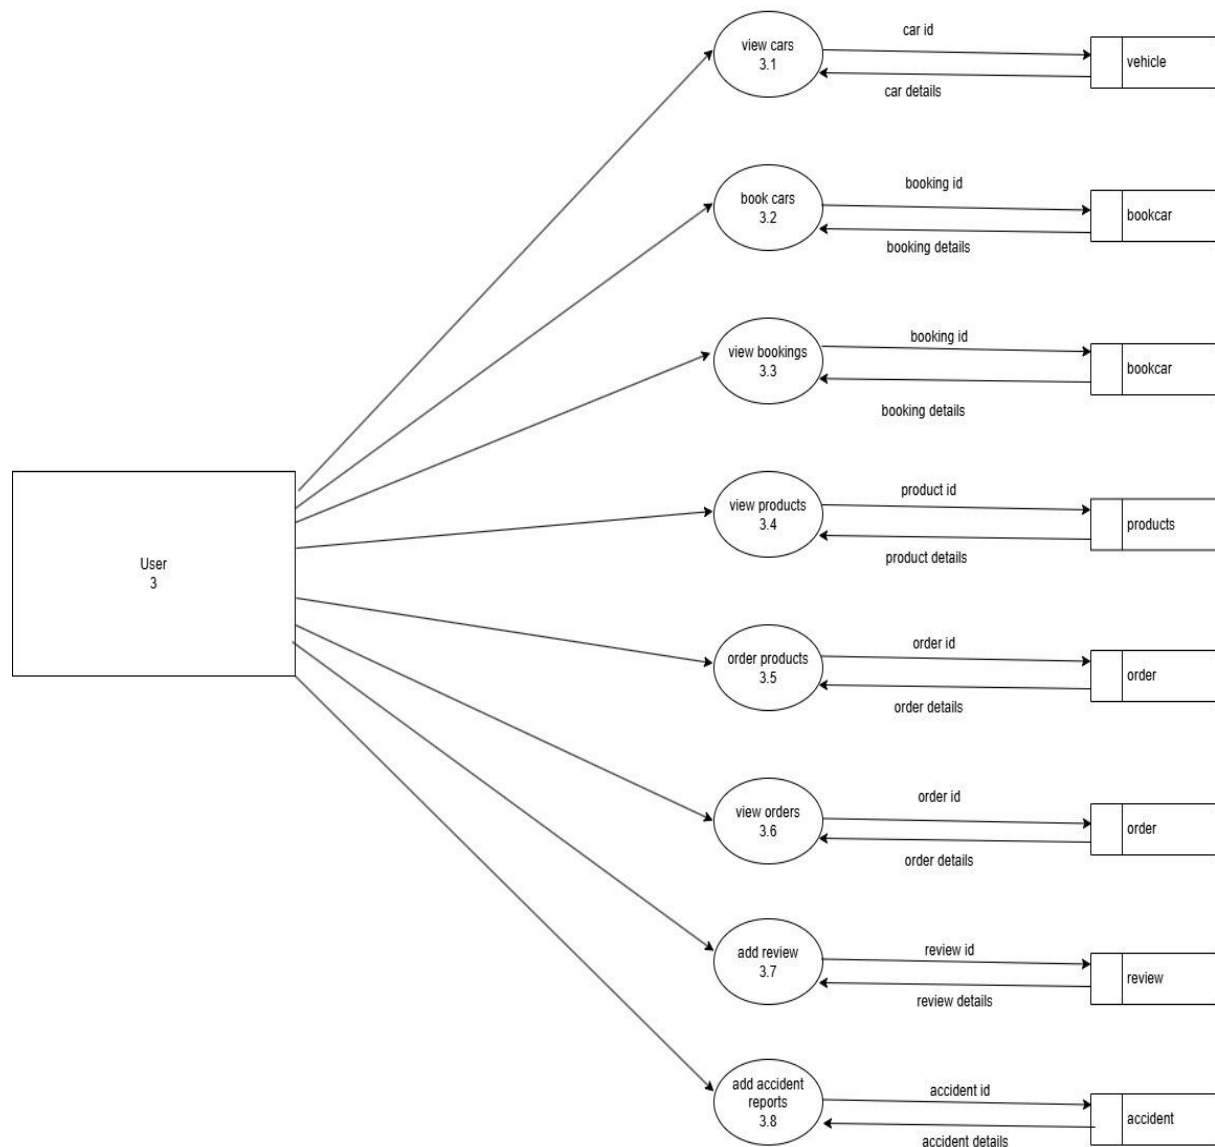 car id
view cars
3.1
vehicle
car details
booking id
book cars
3.2
bookcar
booking details
booking id
view bookings
3.3
bookcar
booking details
product id
view products
3.4
products
product details
User
3
order id
order products
3.5
order
order details
order id
view orders
3.6
order
order details
review id
add review
3.7
review
review details
accident id
add accident
reports
3.8
accident
accident details